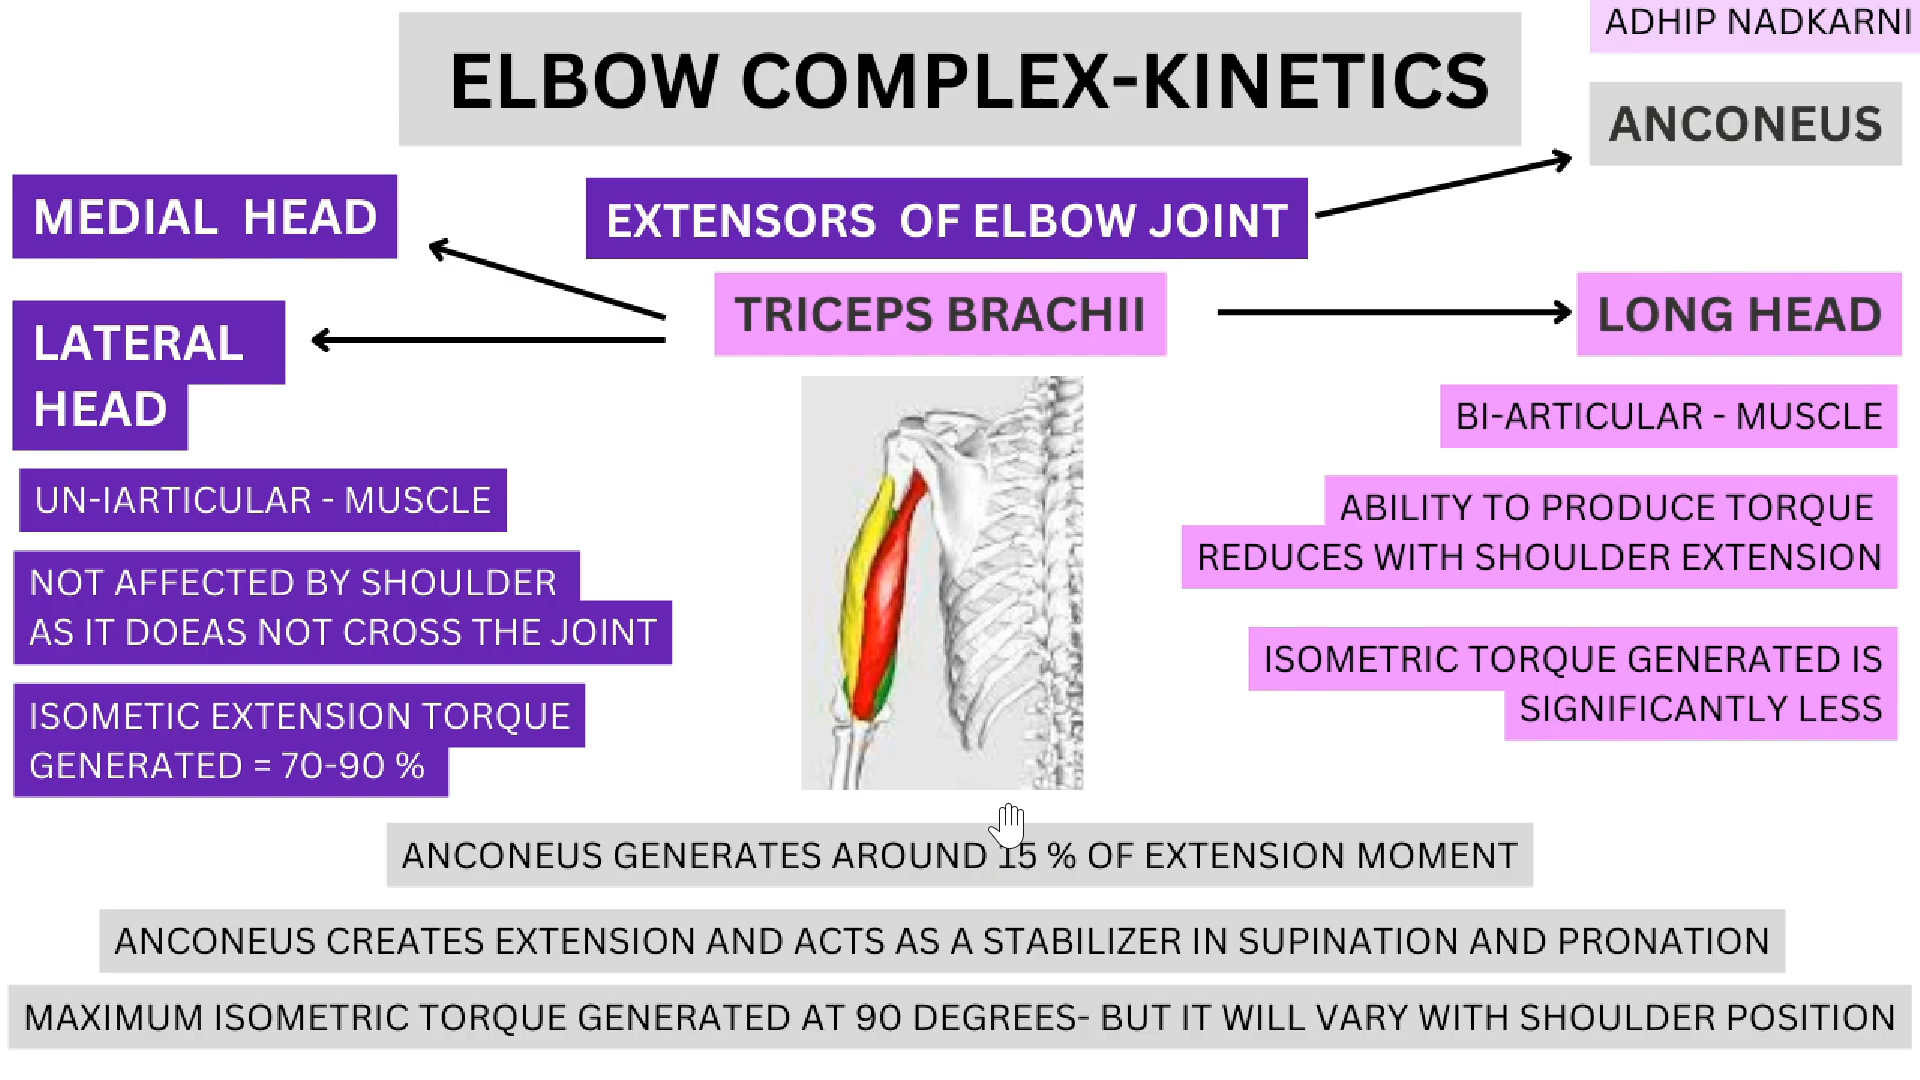 ADHIP NADKARNI
ELBOW COMPLEX-KINETICS
ANCONEUS
MEDIAL HEAD
EXTENSORS OF ELBOW JOINT
LATERAL
HEAD
TRICEPS BRACHII
LONG HEAD
UN-IARTICULAR - MUSCLE
NOT AFFECTED BY SHOULDER
AS IT DOEAS NOT CROSS THE JOINT
ISOMETIC EXTENSION TORQUE
GENERATED = 70-90 %
BI-ARTICULAR - MUSCLE
ABILITY TO PRODUCE TORQUE
REDUCES WITH SHOULDER EXTENSION
ISOMETRIC TORQUE GENERATED IS
SIGNIFICANTLY LESS
ANCONEUS GENERATES AROUND 15 % OF EXTENSION MOMENT
ANCONEUS CREATES EXTENSION AND ACTS AS A STABILIZER IN SUPINATION AND PRONATION
MAXIMUM ISOMETRIC TORQUE GENERATED AT 90 DEGREES- BUT IT WILL VARY WITH SHOULDER POSITION